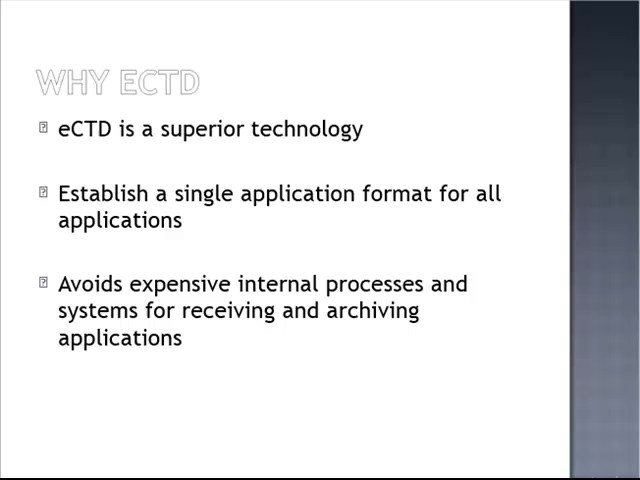 WHY ECTD
eCTD is a superior technology
Establish a single application format for all
applications
Avoids expensive internal processes and
systems for receiving and archiving
applications